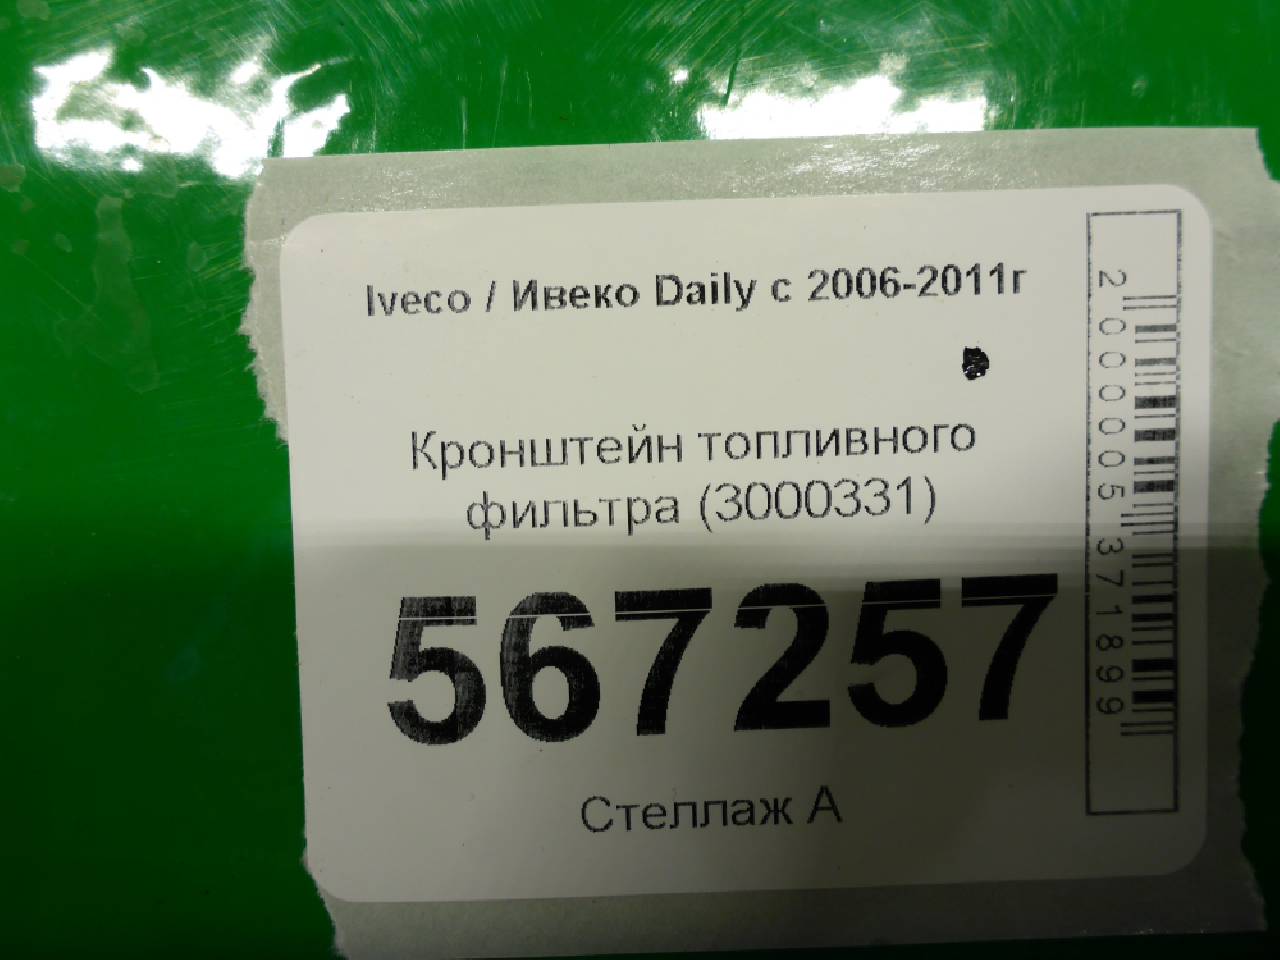 Iveco / Ивеко Daily с 2006-2011г
Кронштейн топливного
фильтра (3000331)
567257
Стеллаж А
2000005371899